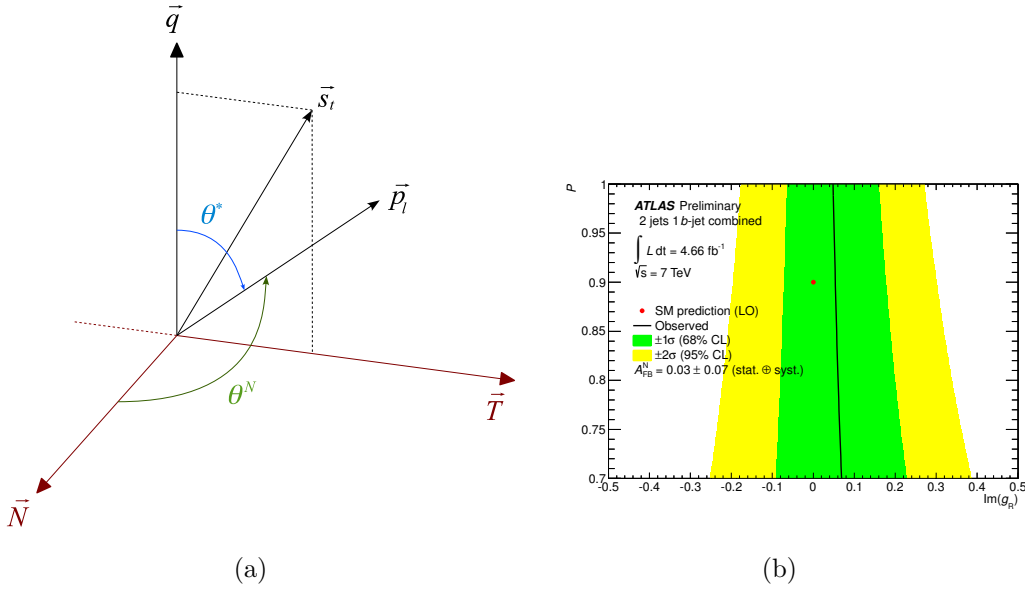 q
s_t
p_l
θ*
θ^N
T
N
(a)
P
1
0.95
0.9
0.85
0.8
0.75
0.7
ATLAS Preliminary
2 jets 1 b-jet combined
∫ L dt = 4.66 fb⁻¹
√s = 7 TeV
SM prediction (LO)
Observed
±1σ (68% CL)
±2σ (95% CL)
A_FB^N = 0.03 ± 0.07 (stat. ⊕ syst.)
-0.5 -0.4 -0.3 -0.2 -0.1 0 0.1 0.2 0.3 0.4 0.5
Im(g_R)
(b)